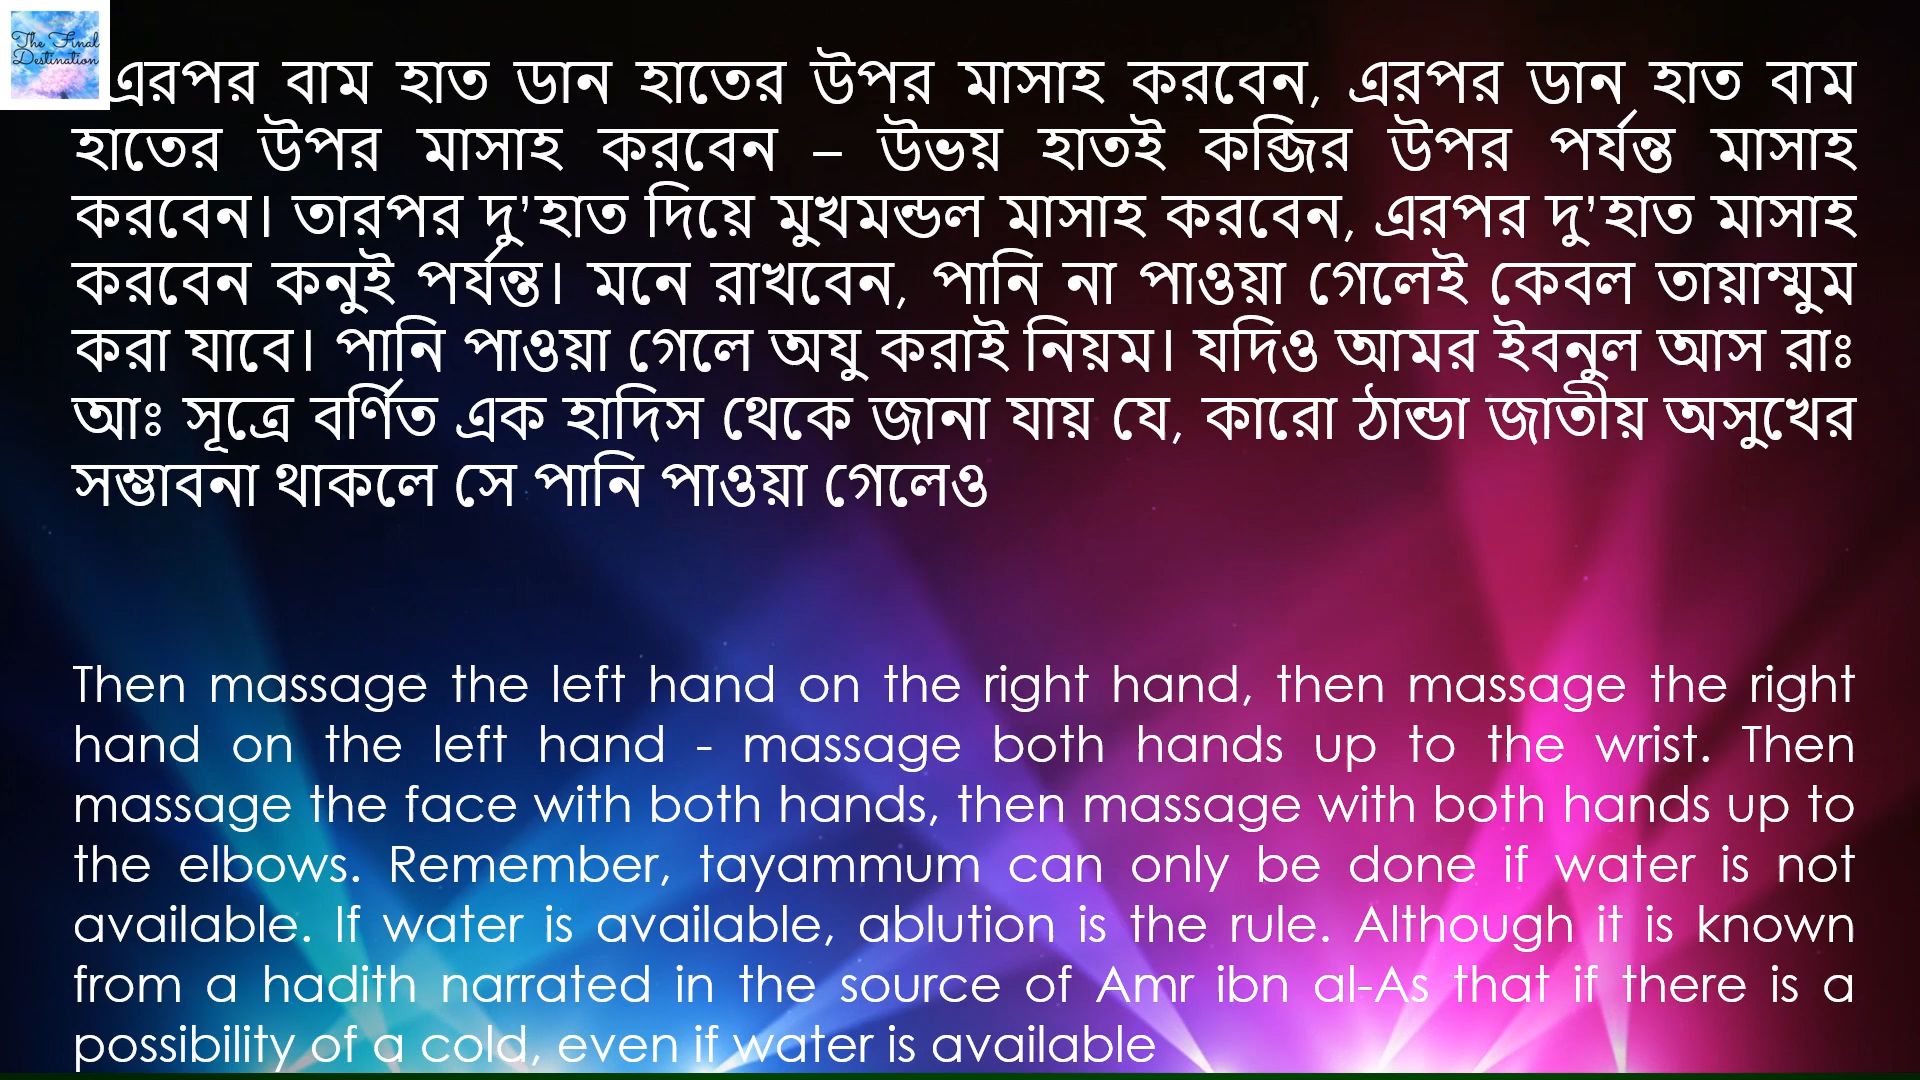 The Final
Destination
এরপর বাম হাত ডান হাতের উপর মাসাহ করবেন, এরপর ডান হাত বাম
হাতের উপর মাসাহ করবেন – উভয় হাতই কব্জির উপর পর্যন্ত মাসাহ
করবেন। তারপর দু'হাত দিয়ে মুখমন্ডল মাসাহ করবেন, এরপর দু'হাত মাসাহ
করবেন কনুই পর্যন্ত। মনে রাখবেন, পানি না পাওয়া গেলেই কেবল তায়াম্মুম
করা যাবে। পানি পাওয়া গেলে অযু করাই নিয়ম। যদিও আমর ইবনুল আস রাঃ
আঃ সূত্রে বর্ণিত এক হাদিস থেকে জানা যায় যে, কারো ঠান্ডা জাতীয় অসুখের
সম্ভাবনা থাকলে সে পানি পাওয়া গেলেও
Then massage the left hand on the right hand, then massage the right
hand on the left hand - massage both hands up to the wrist. Then
massage the face with both hands, then massage with both hands up to
the elbows. Remember, tayammum can only be done if water is not
available. If water is available, ablution is the rule. Although it is known
from a hadith narrated in the source of Amr ibn al-As that if there is a
possibility of a cold, even if water is available